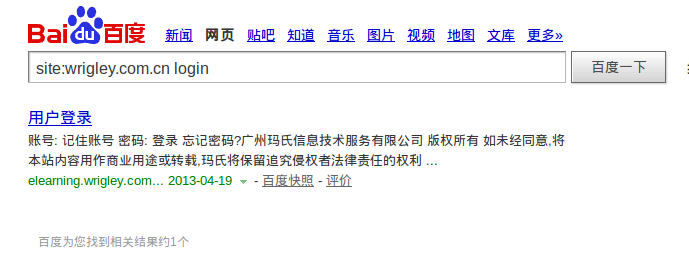 Bai du 百度 新闻 网页 贴吧 知道 音乐 图片 视频 地图 文库 更多»
site:wrigley.com.cn login 百度一下
用户登录
账号: 记住账号 密码: 登录 忘记密码?广州玛氏信息技术服务有限公司 版权所有 如未经同意,将
本站内容用作商业用途或转载,玛氏将保留追究侵权者法律责任的权利 ...
elearning.wrigley.com... 2013-04-19 - 百度快照 - 评价
百度为您找到相关结果约1个